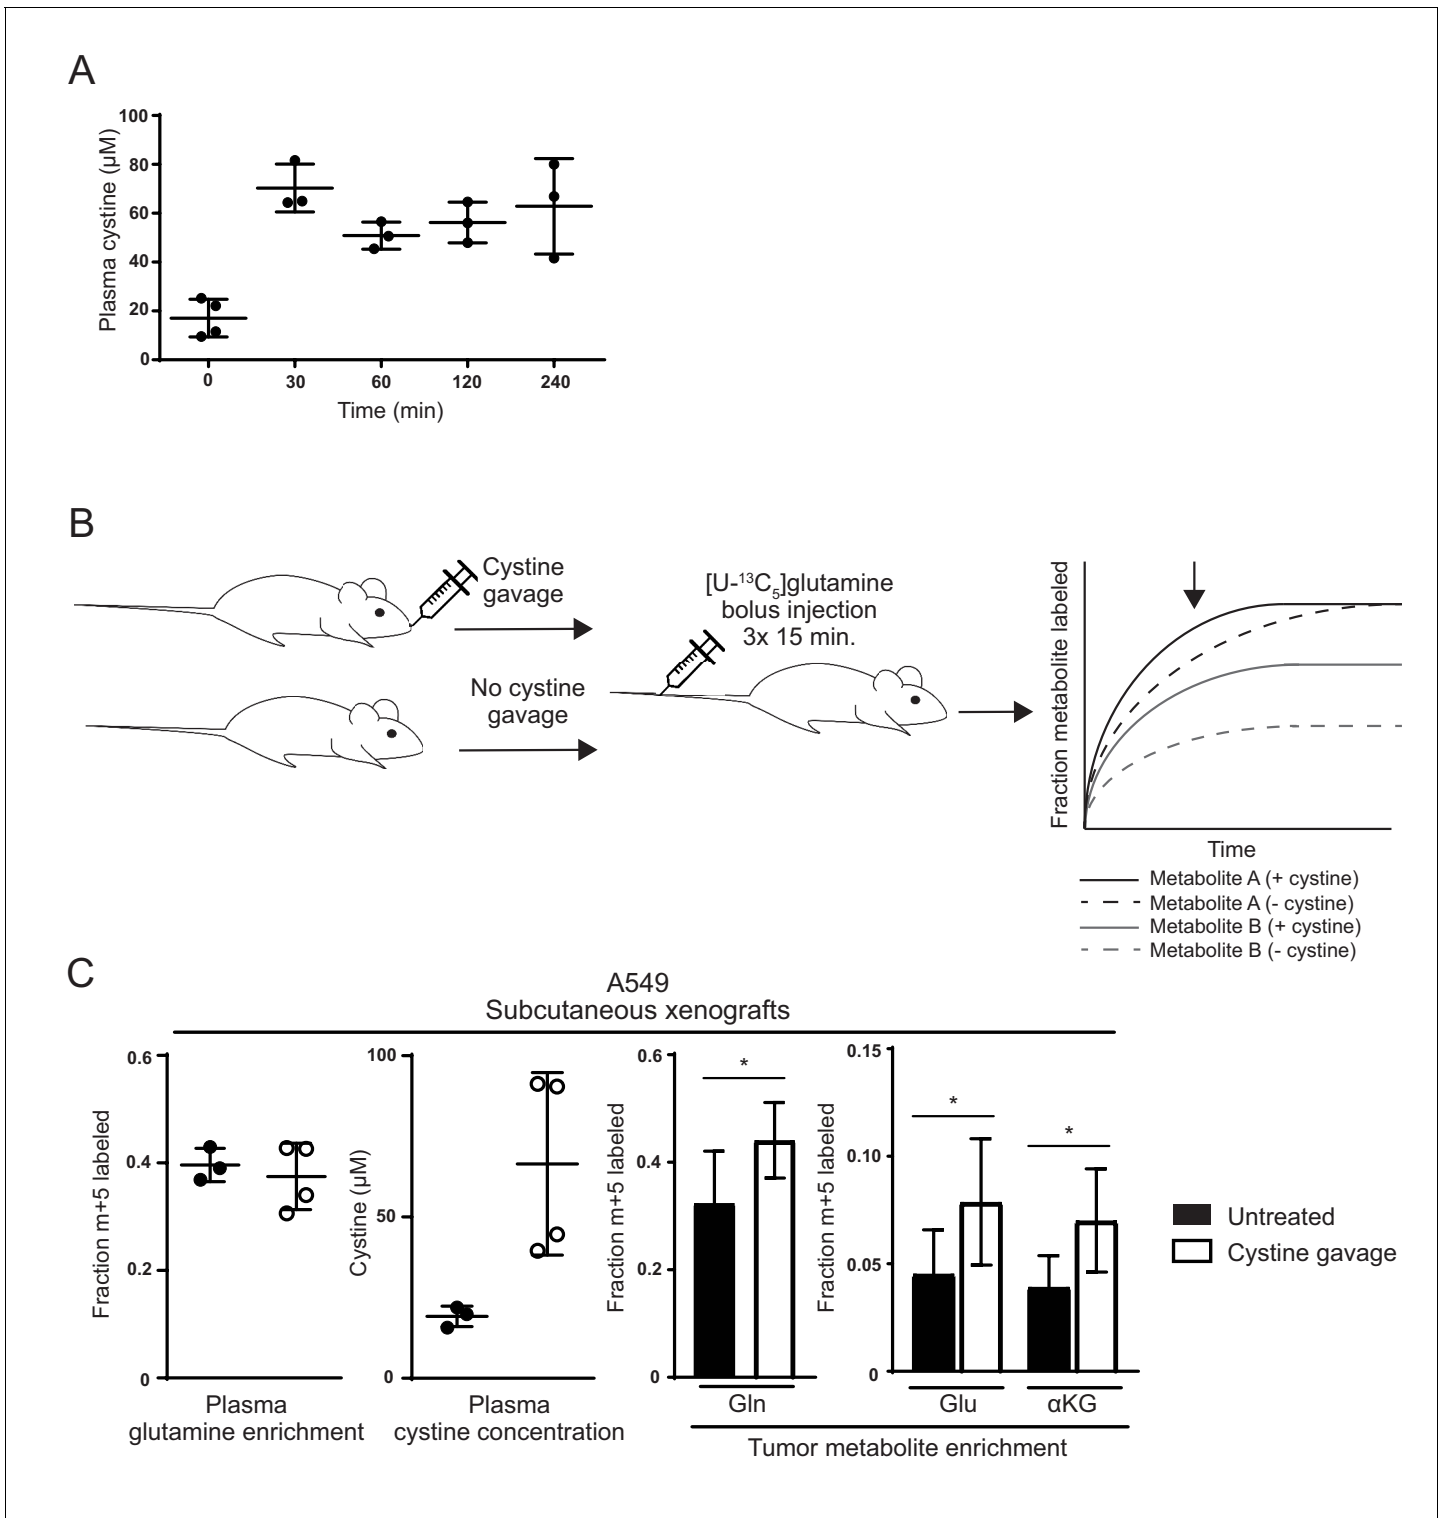 A
100
80
60
40
20
0
Plasma cystine (µM)
0 30 60 120 240
Time (min)
B
Cystine
gavage
No cystine
gavage
[U-¹³C₅]glutamine
bolus injection
3x 15 min.
Fraction metabolite labeled
Time
Metabolite A (+ cystine)
Metabolite A (- cystine)
Metabolite B (+ cystine)
Metabolite B (- cystine)
C
A549
Subcutaneous xenografts
0.6
0.4
0.2
0
Fraction m+5 labeled
Plasma
glutamine enrichment
100
50
0
Cystine (µM)
Plasma
cystine concentration
0.6
0.4
0.2
0
Fraction m+5 labeled
*
Gln
0.15
0.10
0.05
0
Fraction m+5 labeled
*
*
Glu
αKG
Tumor metabolite enrichment
Untreated
Cystine gavage